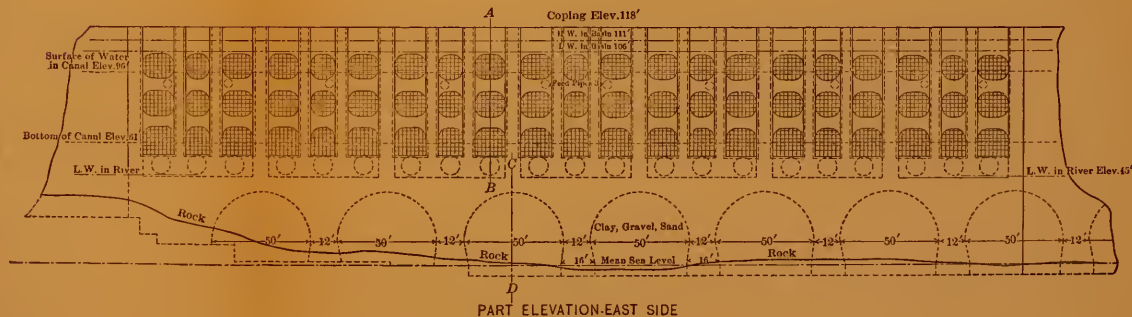 A
Coping Elev.118'
H.W. in Basin 111'
L.W. in Basin 106'
Surface of Water
in Canal Elev.96'
Feed Pipes
Bottom of Canal Elev.61
C
L.W. in River
B
L.W. in River Elev.45'
Rock
Clay, Gravel, Sand
50'
12'
50'
12'
50'
12'
50'
12'
50'
12'
50'
12'
50'
12'
Rock
16'
Mean Sea Level
16'
Rock
D
PART ELEVATION-EAST SIDE